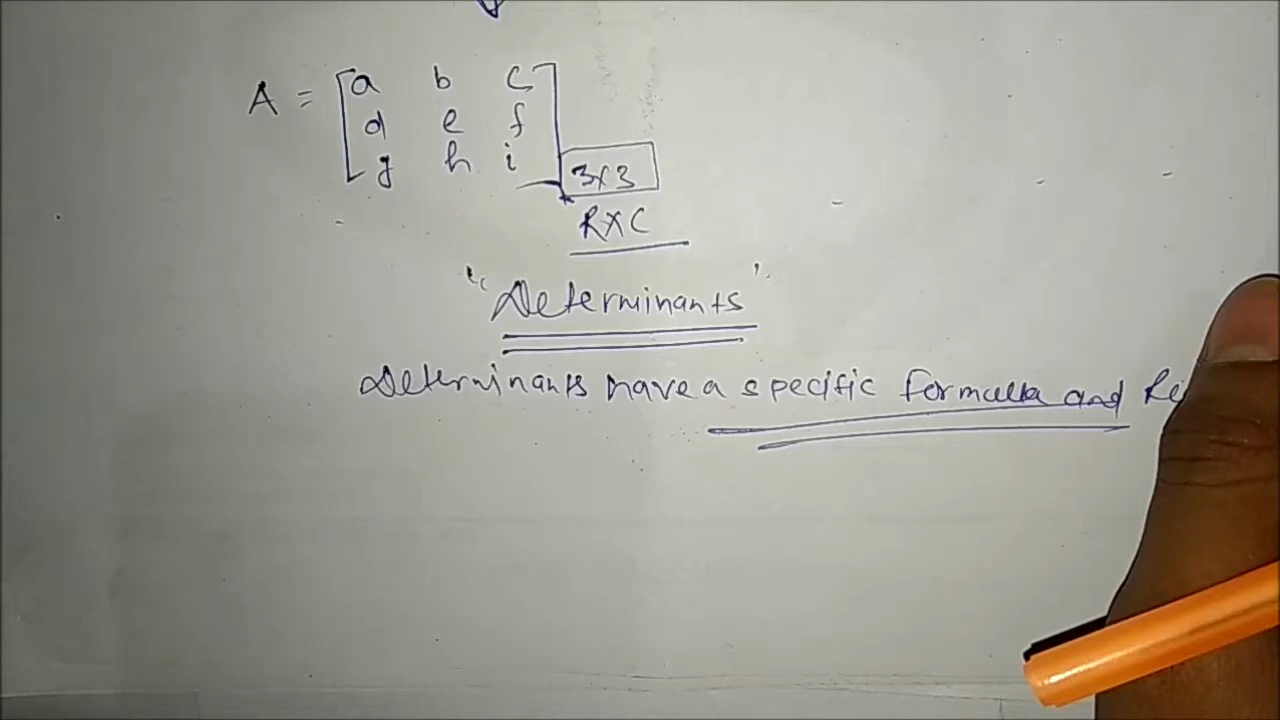 A = [a b c
d e f
g h i] 3x3
RXC
"Determinants"
Determinants have a specific formula and